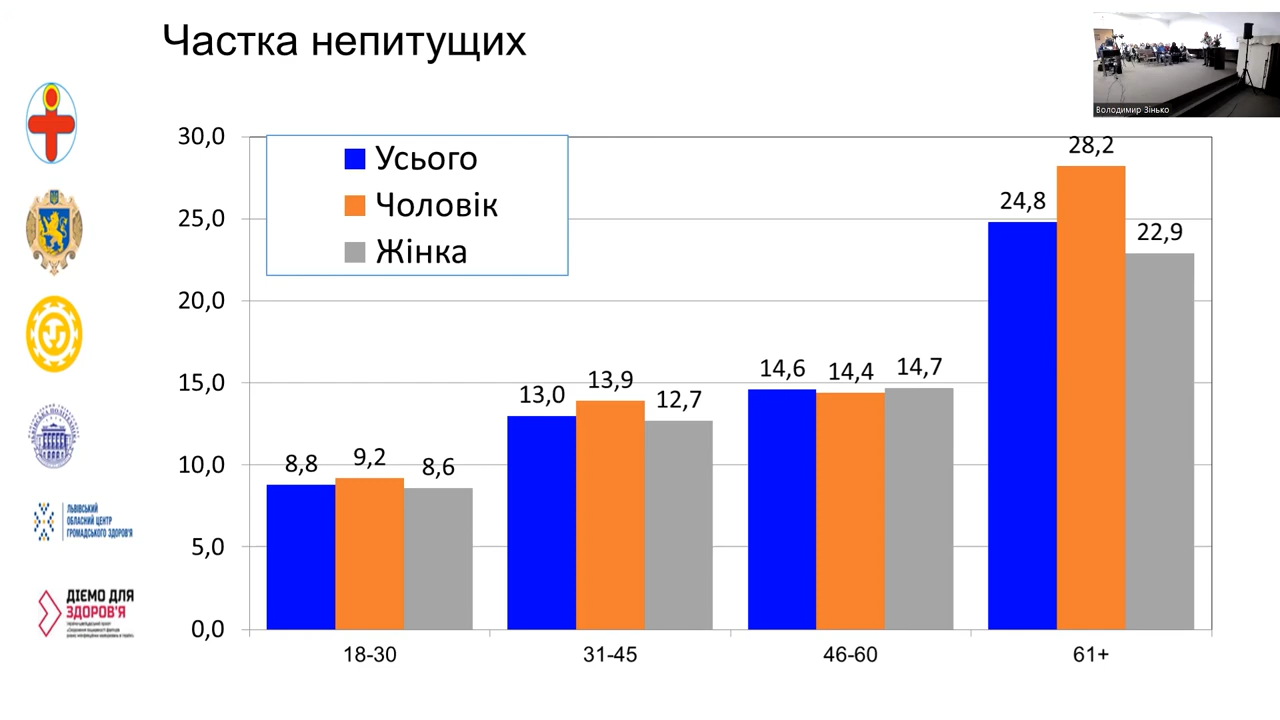 Частка непитущих
Володимир Зінько
30,0
25,0
20,0
15,0
10,0
5,0
0,0
Усього
Чоловік
Жінка
8,8
9,2
8,6
13,0
13,9
12,7
14,6
14,4
14,7
24,8
28,2
22,9
18-30
31-45
46-60
61+
ЛЬВІВСЬКИЙ
ОБЛАСНИЙ ЦЕНТР
ГРОМАДСЬКОГО ЗДОРОВ'Я
ДІЄМО ДЛЯ
ЗДОРОВ'Я